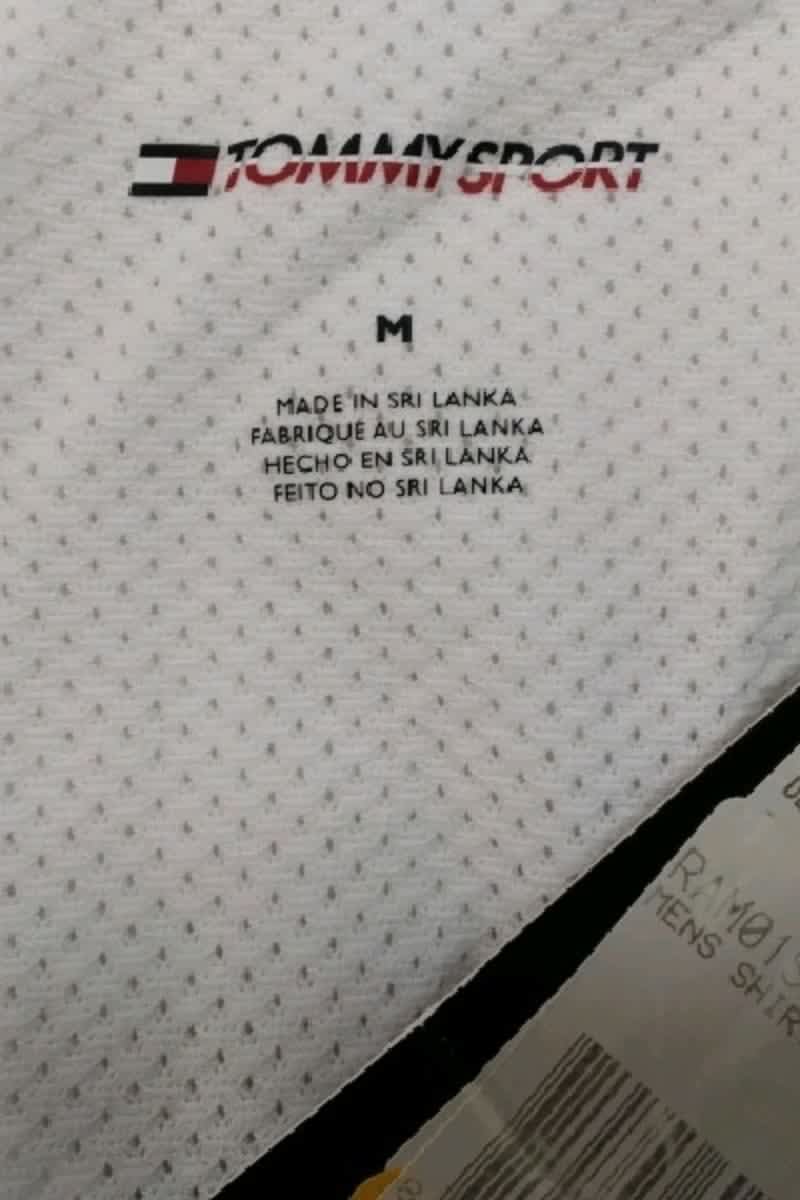 TOMMY SPORT
M
MADE IN SRI LANKA
FABRIQUÉ AU SRI LANKA
HECHO EN SRI LANKA
FEITO NO SRI LANKA
MENS